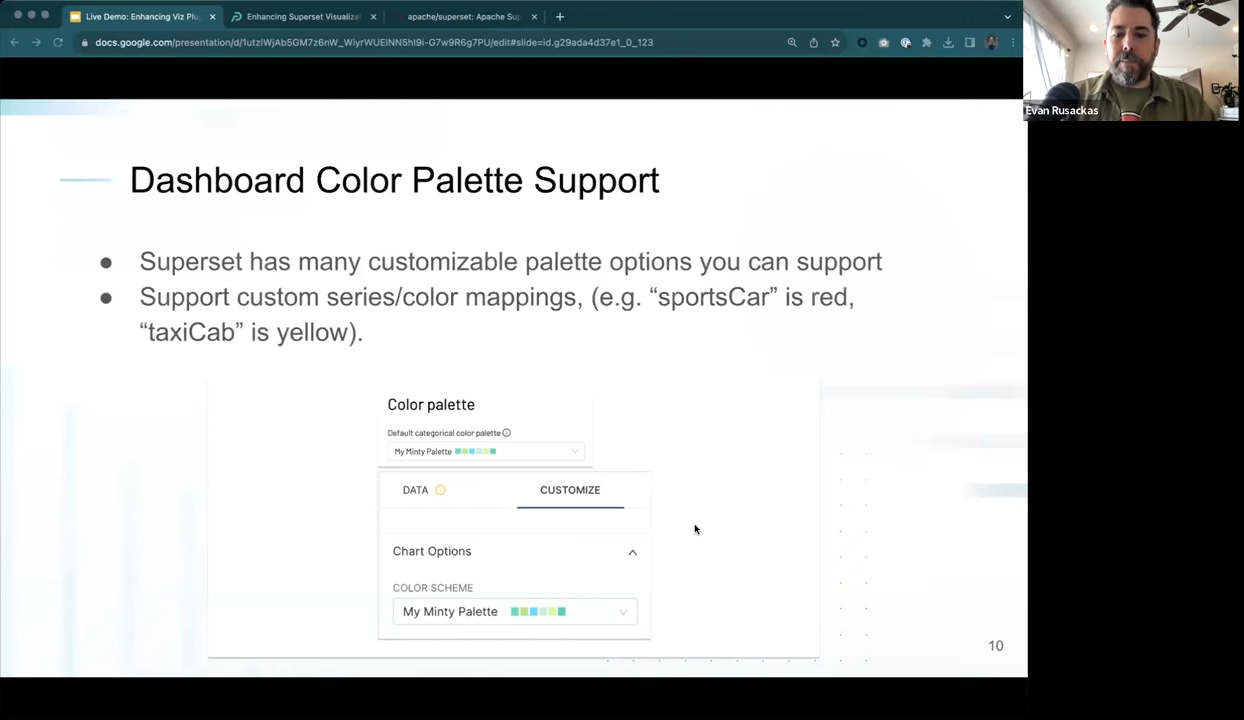 Live Demo: Enhancing Viz Plu
Enhancing Superset Visualiza
apache/superset: Apache Sup
docs.google.com/presentation/d/1utzIWjAb5GM7z6nW_WiyrWUElNN5hI9i-G7w9R6g7PU/edit#slide=id.g29ada4d37e1_0_123
Evan Rusackas
Dashboard Color Palette Support
● Superset has many customizable palette options you can support
● Support custom series/color mappings, (e.g. “sportsCar” is red,
“taxiCab” is yellow).
Color palette
Default categorical color palette
My Minty Palette
DATA CUSTOMIZE
Chart Options
COLOR SCHEME
My Minty Palette
10